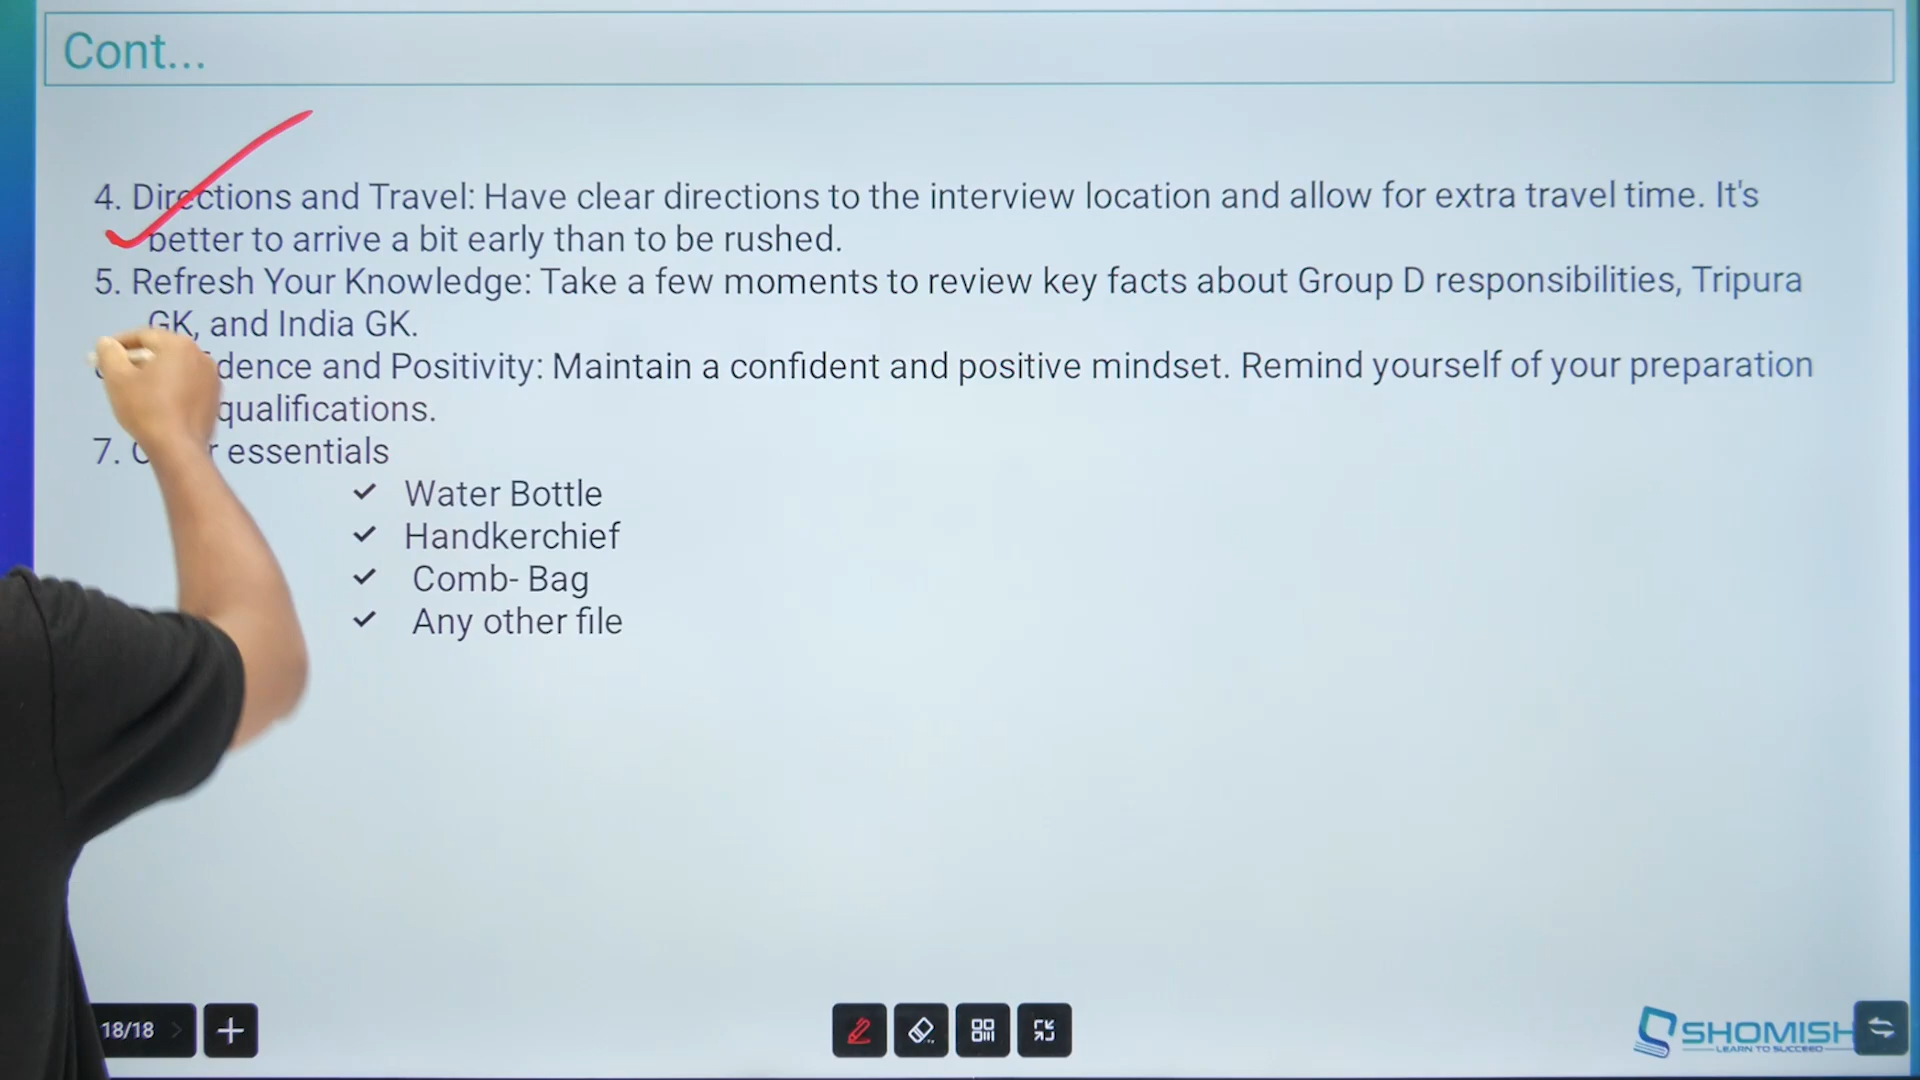 Cont...
4. Directions and Travel: Have clear directions to the interview location and allow for extra travel time. It's
better to arrive a bit early than to be rushed.
5. Refresh Your Knowledge: Take a few moments to review key facts about Group D responsibilities, Tripura
GK, and India GK.
dence and Positivity: Maintain a confident and positive mindset. Remind yourself of your preparation
qualifications.
7. essentials
✓ Water Bottle
✓ Handkerchief
✓ Comb- Bag
✓ Any other file
18/18
SHOMISH
LEARN TO SUCCEED